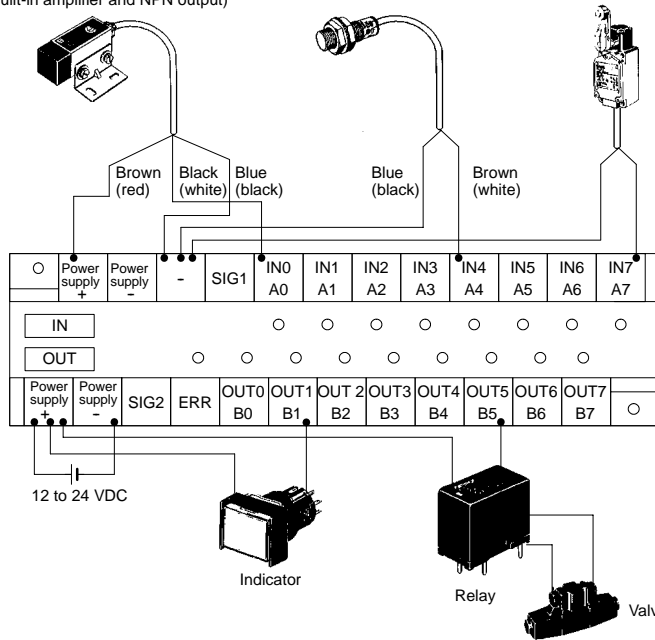 uilt-in amplifier and NPN output)
Brown (red)
Black (white)
Blue (black)
Blue (black)
Brown (white)
Power supply +
Power supply -
-
SIG1
IN0 A0
IN1 A1
IN2 A2
IN3 A3
IN4 A4
IN5 A5
IN6 A6
IN7 A7
IN
OUT
Power supply +
Power supply -
SIG2
ERR
OUT0 B0
OUT1 B1
OUT 2 B2
OUT3 B3
OUT4 B4
OUT5 B5
OUT6 B6
OUT7 B7
12 to 24 VDC
Indicator
Relay
Valv